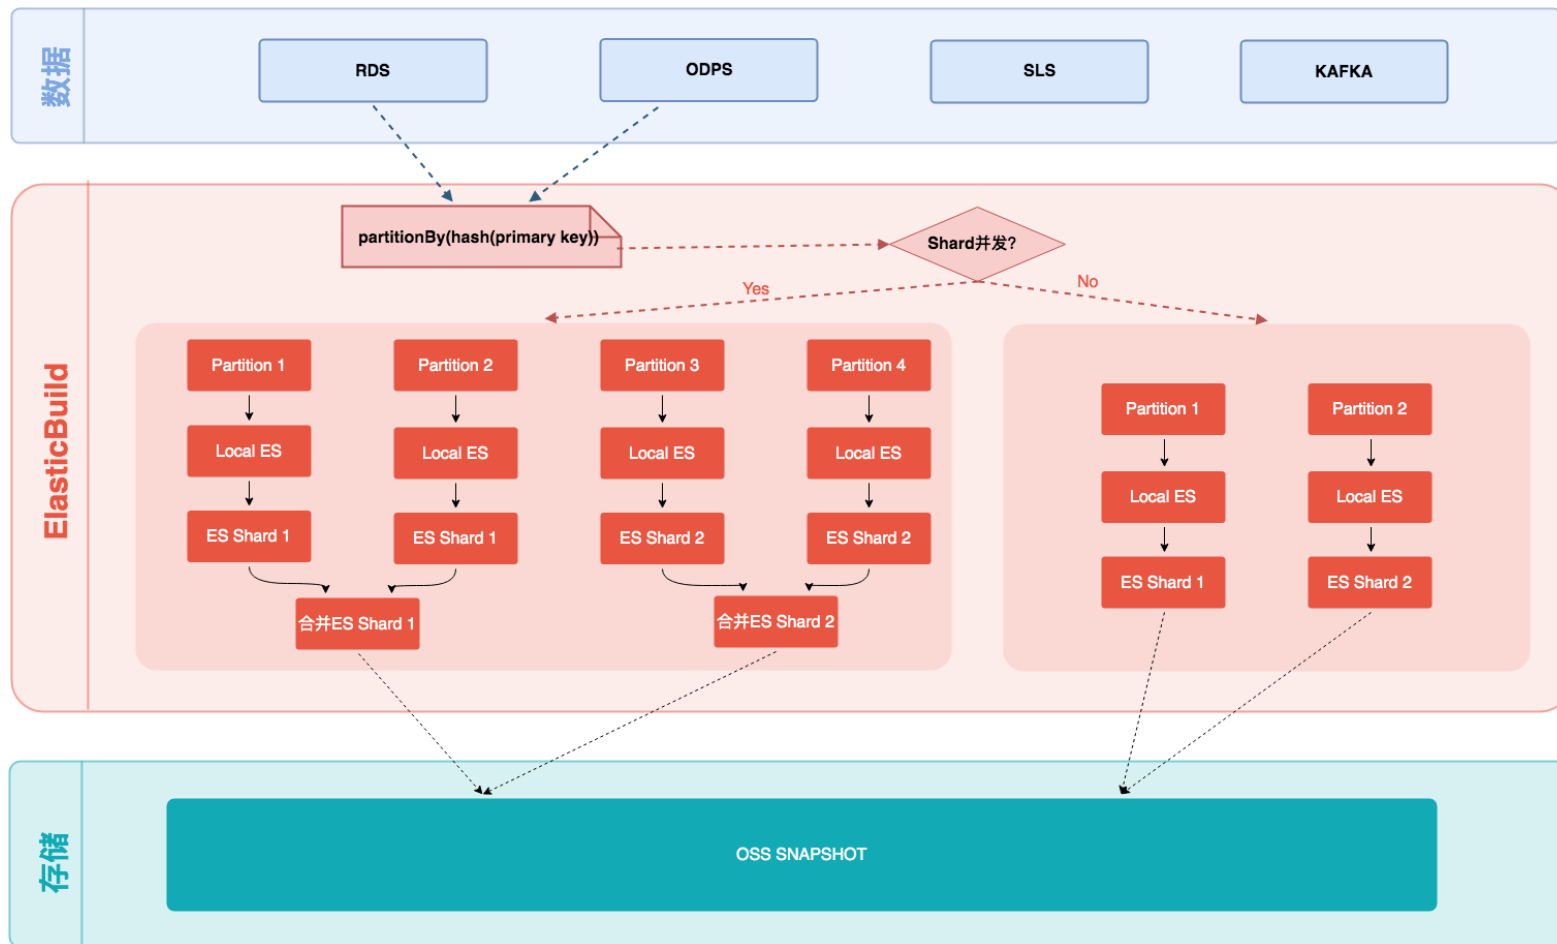 数据
RDS
ODPS
SLS
KAFKA
ElasticBuild
partitionBy(hash(primary key))
Shard并发?
Yes
No
Partition 1
Partition 2
Partition 3
Partition 4
Local ES
Local ES
Local ES
Local ES
ES Shard 1
ES Shard 1
ES Shard 2
ES Shard 2
合并ES Shard 1
合并ES Shard 2
Partition 1
Partition 2
Local ES
Local ES
ES Shard 1
ES Shard 2
存储
OSS SNAPSHOT